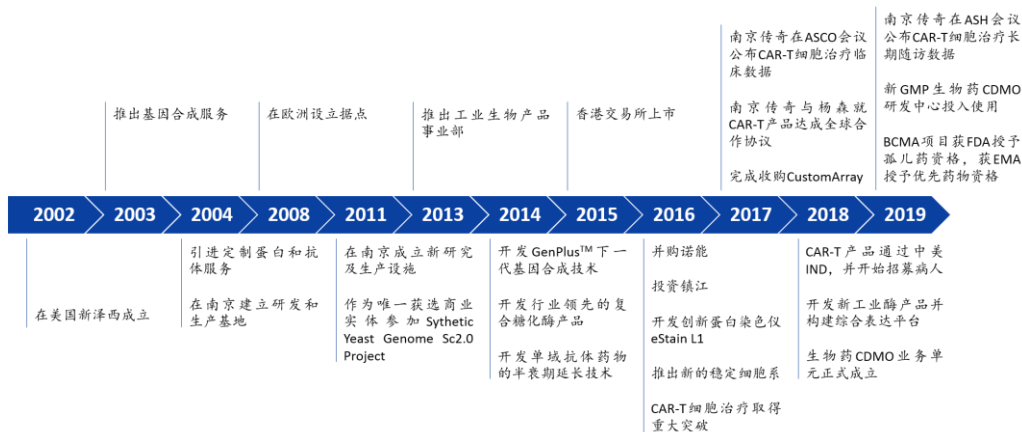 南京传奇在ASCO会议
公布CAR-T细胞治疗临
床数据
南京传奇与杨森就
CAR-T产品达成全球合
作协议
完成收购CustomArray
南京传奇在ASH会议
公布CAR-T细胞治疗长
期随访数据
新GMP生物药CDMO
研发中心投入使用
BCMA项目获FDA授予
孤儿药资格，获EMA
授予优先药物资格
推出基因合成服务
在欧洲设立据点
推出工业生物产品
事业部
香港交易所上市
2002 2003 2004 2008 2011 2013 2014 2015 2016 2017 2018 2019
在美国新泽西成立
引进定制蛋白和抗
体服务
在南京建立研发和
生产基地
在南京成立新研究
及生产设施
作为唯一获选商业
实体参加Sythetic
Yeast Genome Sc2.0
Project
开发GenPlusTM下一
代基因合成技术
开发行业领先的复
合糖化酶产品
开发单域抗体药物
的半衰期延长技术
并购诺能
投资镇江
开发创新蛋白染色仪
eStain L1
推出新的稳定细胞系
CAR-T细胞治疗取得
重大突破
CAR-T产品通过中美
IND，并开始招募病人
开发新工业酶产品并
构建综合表达平台
生物药CDMO业务单
元正式成立